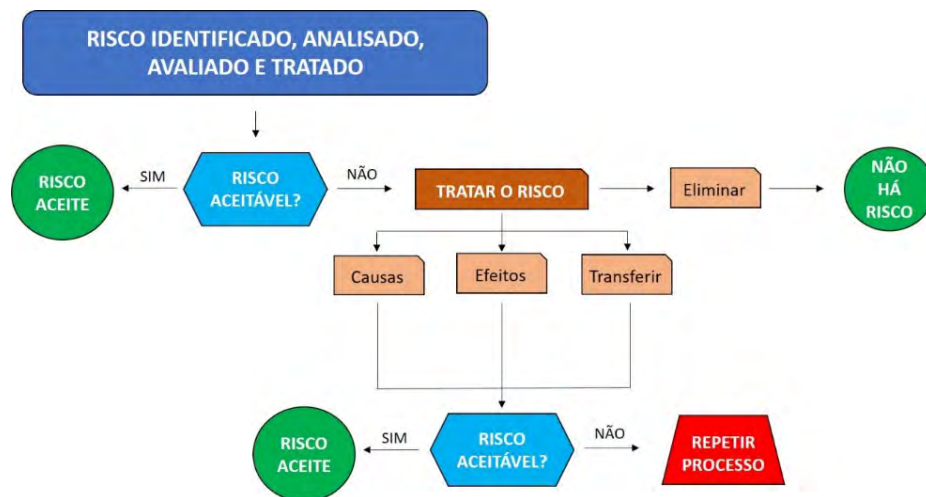 RISCO IDENTIFICADO, ANALISADO,
AVALIADO E TRATADO
RISCO
ACEITE
SIM
RISCO
ACEITÁVEL?
NÃO
TRATAR O RISCO
Eliminar
NÃO
HÁ
RISCO
Causas
Efeitos
Transferir
RISCO
ACEITE
SIM
RISCO
ACEITÁVEL?
NÃO
REPETIR
PROCESSO